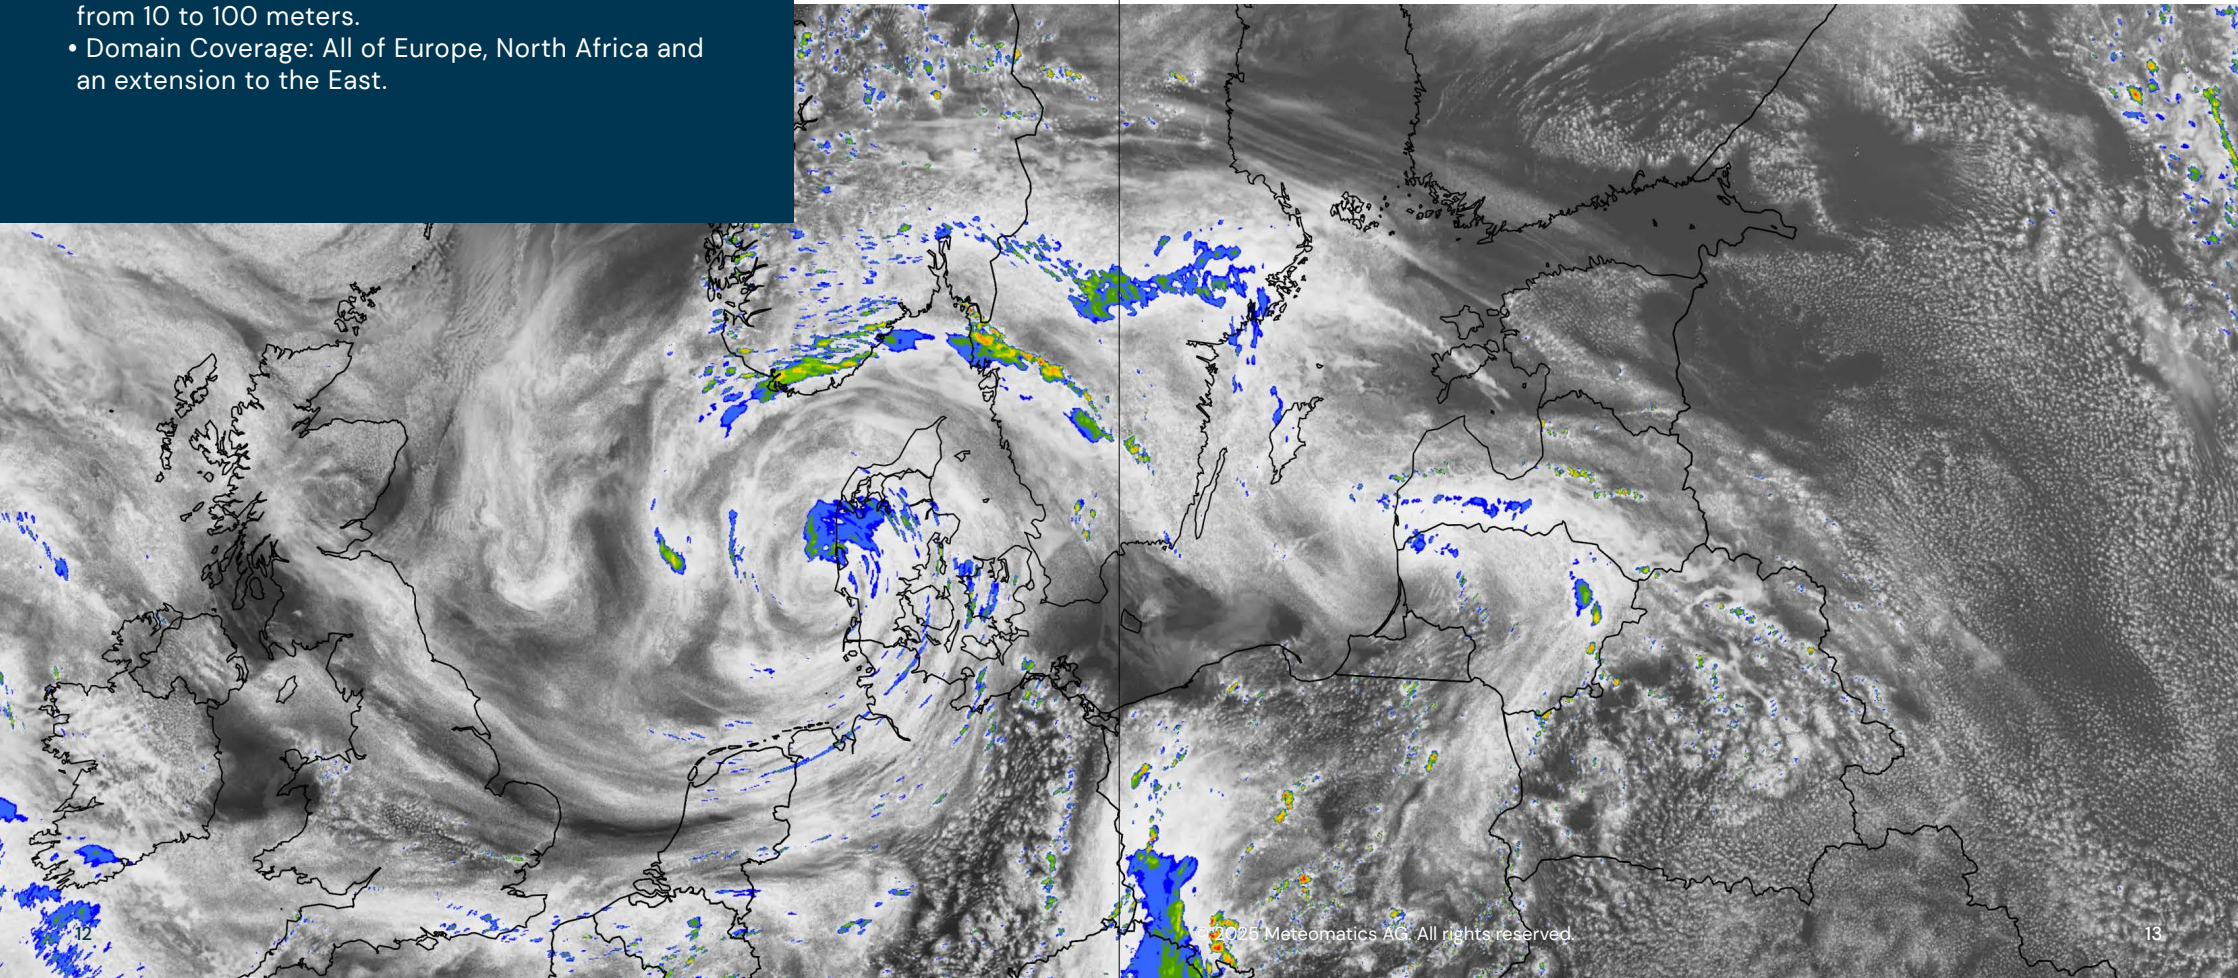 from 10 to 100 meters.
• Domain Coverage: All of Europe, North Africa and
an extension to the East.
12
© 2025 Meteomatics AG. All rights reserved.
13